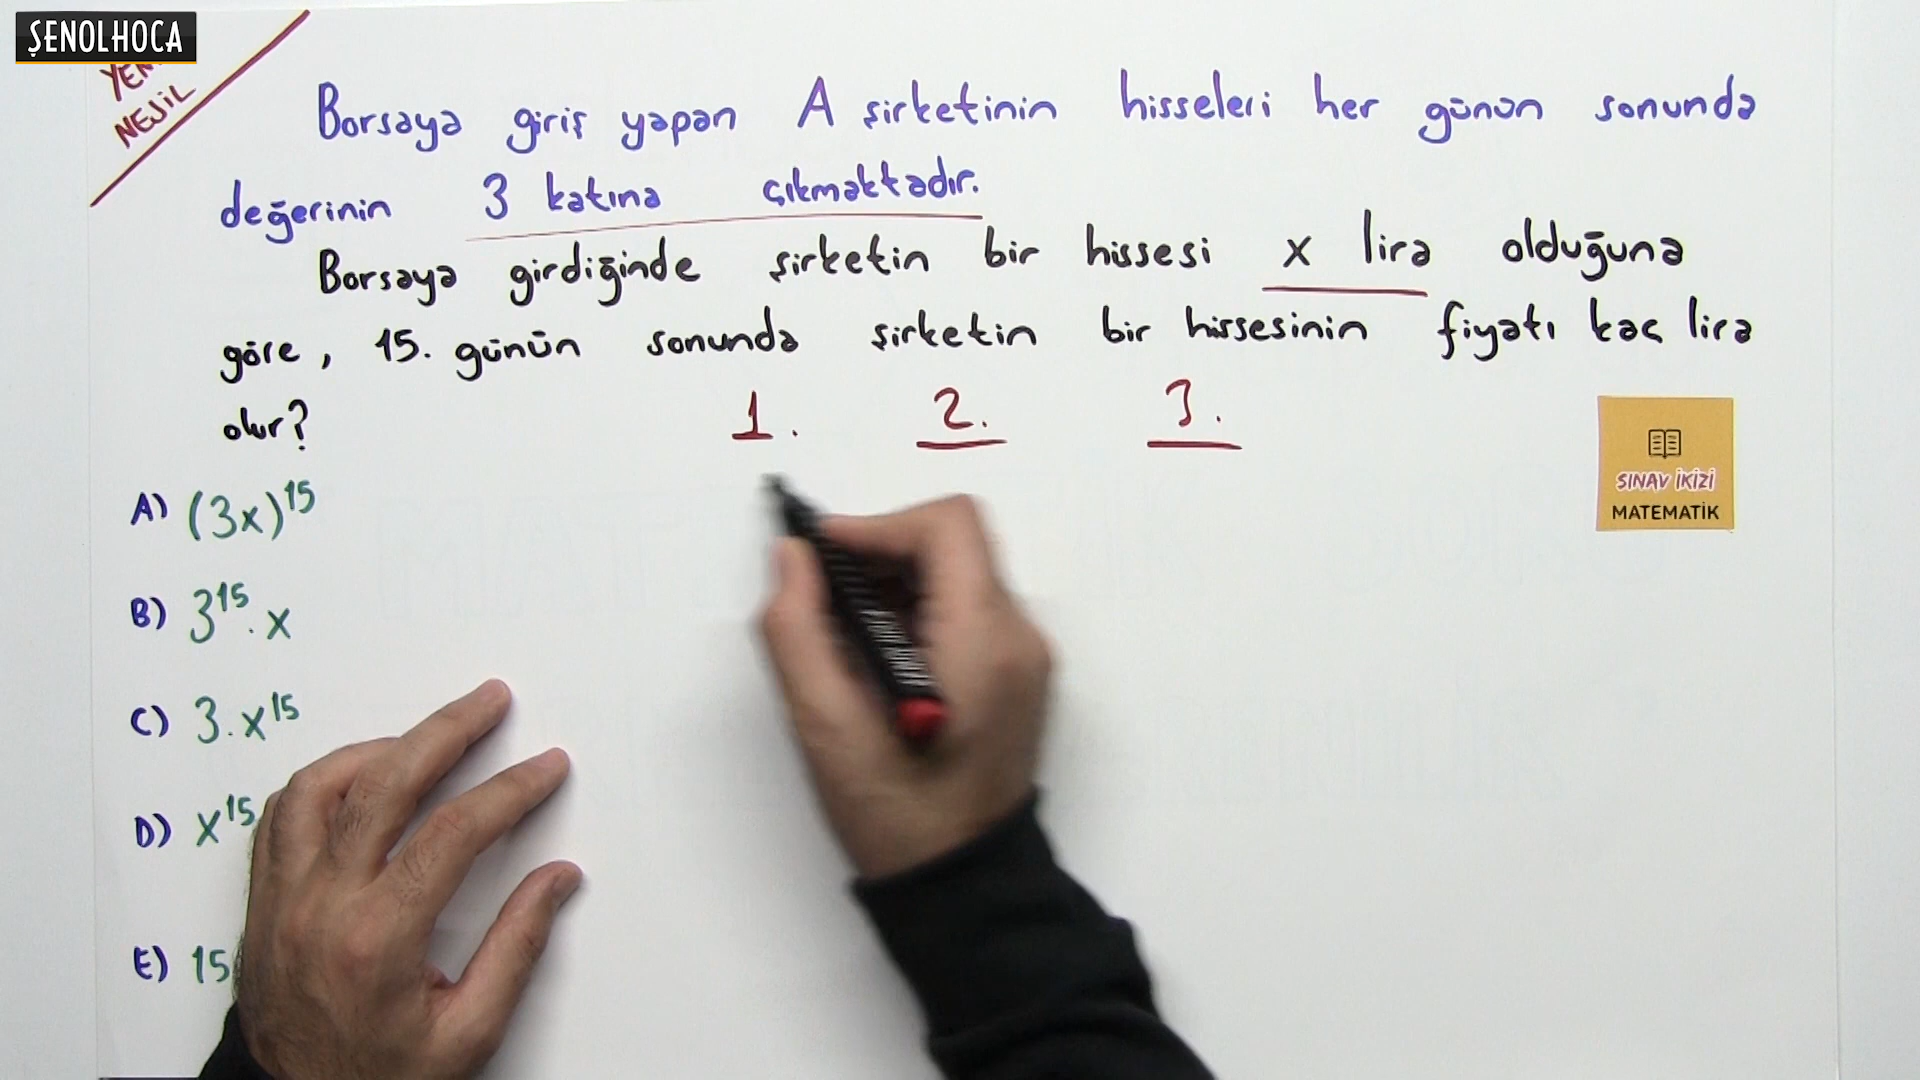 ŞENOLHOCA
YENİ
NESİL
Borsaya giriş yapan A şirketinin hisseleri her günün sonunda
değerinin 3 katına çıkmaktadır.
Borsaya girdiğinde şirketin bir hissesi x lira olduğuna
göre, 15. günün sonunda şirketin bir hissesinin fiyatı kaç lira
olur?
1. 2. 3.
SINAV İKİZİ
MATEMATİK
A) (3x)^15
B) 3^15 . x
C) 3.x^15
D) x^15
E) 15